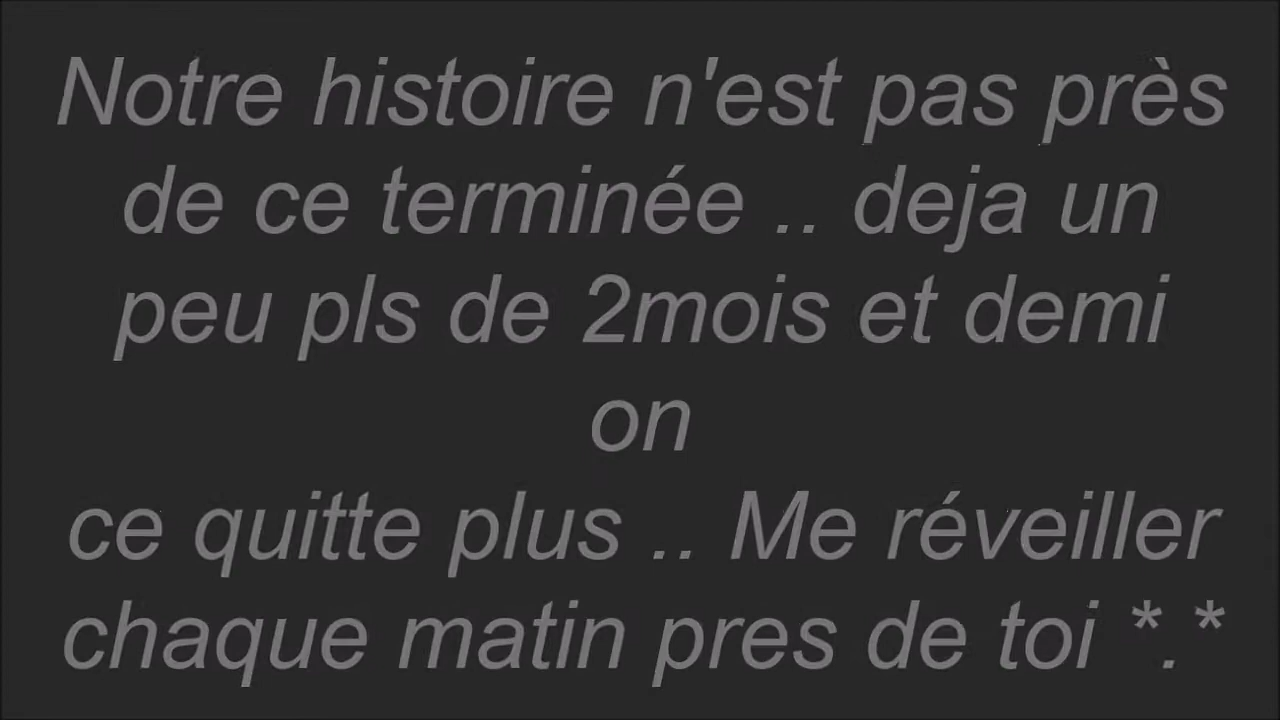 Notre histoire n'est pas près
de ce terminée .. deja un
peu pls de 2mois et demi
on
ce quitte plus .. Me réveiller
chaque matin pres de toi *.*